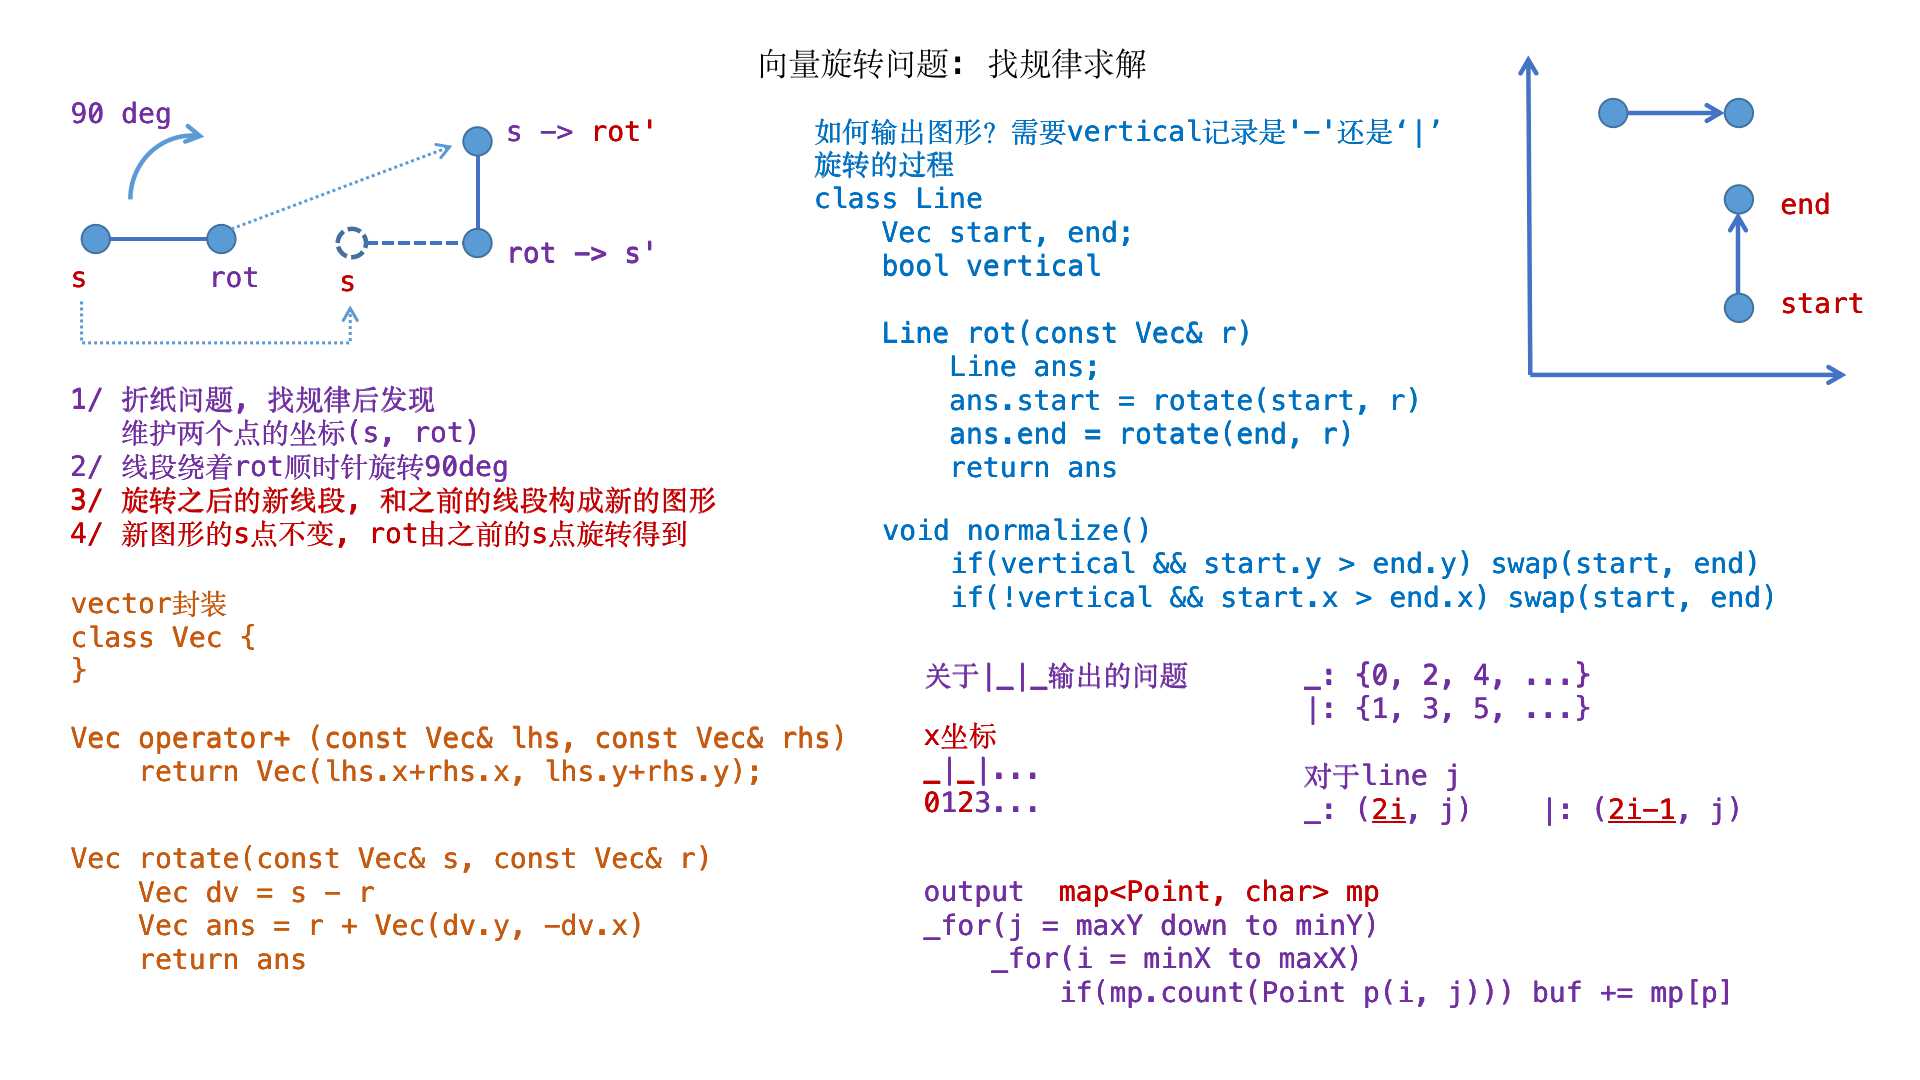 向量旋转问题: 找规律求解
90 deg
s -> rot'
rot -> s'
s
rot
s
1/ 折纸问题, 找规律后发现
维护两个点的坐标(s, rot)
2/ 线段绕着rot顺时针旋转90deg
3/ 旋转之后的新线段, 和之前的线段构成新的图形
4/ 新图形的s点不变, rot由之前的s点旋转得到
vector封装
class Vec {
}
Vec operator+ (const Vec& lhs, const Vec& rhs)
    return Vec(lhs.x+rhs.x, lhs.y+rhs.y);
Vec rotate(const Vec& s, const Vec& r)
    Vec dv = s - r
    Vec ans = r + Vec(dv.y, -dv.x)
    return ans
如何输出图形? 需要vertical记录是'-'还是‘|’
旋转的过程
class Line
    Vec start, end;
    bool vertical
    Line rot(const Vec& r)
        Line ans;
        ans.start = rotate(start, r)
        ans.end = rotate(end, r)
        return ans
    void normalize()
        if(vertical && start.y > end.y) swap(start, end)
        if(!vertical && start.x > end.x) swap(start, end)
end
start
关于|_|_输出的问题
x坐标
_|_|...
0123...
_: {0, 2, 4, ...}
|: {1, 3, 5, ...}
对于line j
_: (2i, j)    |: (2i-1, j)
output  map<Point, char> mp
_for(j = maxY down to minY)
    _for(i = minX to maxX)
        if(mp.count(Point p(i, j))) buf += mp[p]